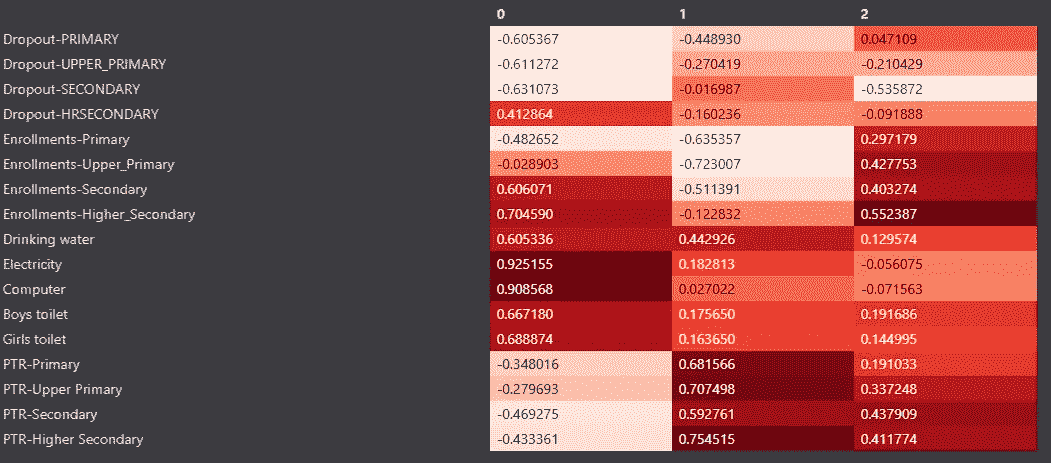 0 1 2
Dropout-PRIMARY -0.605367 -0.448930 0.047109
Dropout-UPPER_PRIMARY -0.611272 -0.270419 -0.210429
Dropout-SECONDARY -0.631073 -0.016987 -0.535872
Dropout-HRSECONDARY 0.412864 -0.160236 -0.091888
Enrollments-Primary -0.482652 -0.635357 0.297179
Enrollments-Upper_Primary -0.028903 -0.723007 0.427753
Enrollments-Secondary 0.606071 -0.511391 0.403274
Enrollments-Higher_Secondary 0.704590 -0.122832 0.552387
Drinking water 0.605336 0.442926 0.129574
Electricity 0.925155 0.182813 -0.056075
Computer 0.908568 0.027022 -0.071563
Boys toilet 0.667180 0.175650 0.191686
Girls toilet 0.688874 0.163650 0.144995
PTR-Primary -0.348016 0.681566 0.191033
PTR-Upper Primary -0.279693 0.707498 0.337248
PTR-Secondary -0.469275 0.592761 0.437909
PTR-Higher Secondary -0.433361 0.754515 0.411774